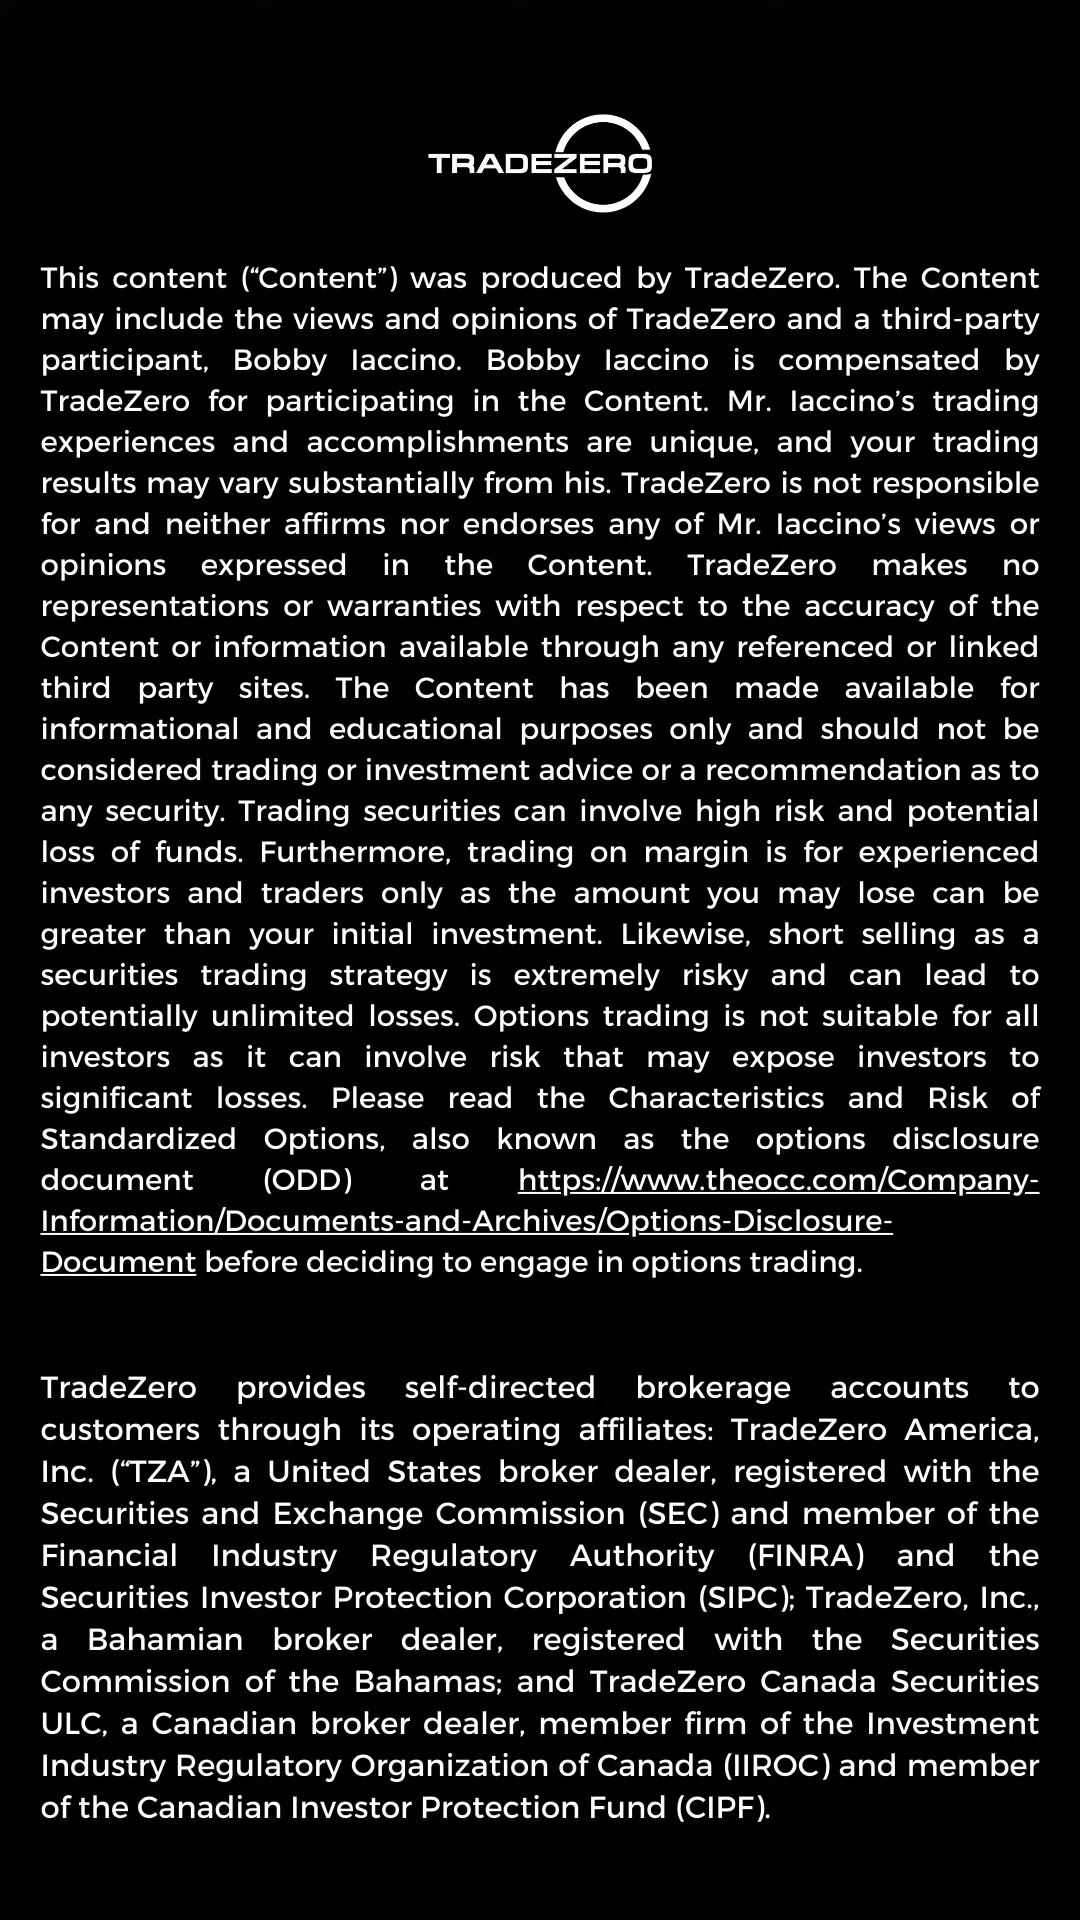 TRADEZERO
This content (“Content”) was produced by TradeZero. The Content
may include the views and opinions of TradeZero and a third-party
participant, Bobby Iaccino. Bobby Iaccino is compensated by
TradeZero for participating in the Content. Mr. Iaccino’s trading
experiences and accomplishments are unique, and your trading
results may vary substantially from his. TradeZero is not responsible
for and neither affirms nor endorses any of Mr. Iaccino’s views or
opinions expressed in the Content. TradeZero makes no
representations or warranties with respect to the accuracy of the
Content or information available through any referenced or linked
third party sites. The Content has been made available for
informational and educational purposes only and should not be
considered trading or investment advice or a recommendation as to
any security. Trading securities can involve high risk and potential
loss of funds. Furthermore, trading on margin is for experienced
investors and traders only as the amount you may lose can be
greater than your initial investment. Likewise, short selling as a
securities trading strategy is extremely risky and can lead to
potentially unlimited losses. Options trading is not suitable for all
investors as it can involve risk that may expose investors to
significant losses. Please read the Characteristics and Risk of
Standardized Options, also known as the options disclosure
document (ODD) at https://www.theocc.com/Company-
Information/Documents-and-Archives/Options-Disclosure-
Document before deciding to engage in options trading.
TradeZero provides self-directed brokerage accounts to
customers through its operating affiliates: TradeZero America,
Inc. (“TZA”), a United States broker dealer, registered with the
Securities and Exchange Commission (SEC) and member of the
Financial Industry Regulatory Authority (FINRA) and the
Securities Investor Protection Corporation (SIPC); TradeZero, Inc.,
a Bahamian broker dealer, registered with the Securities
Commission of the Bahamas; and TradeZero Canada Securities
ULC, a Canadian broker dealer, member firm of the Investment
Industry Regulatory Organization of Canada (IIROC) and member
of the Canadian Investor Protection Fund (CIPF).